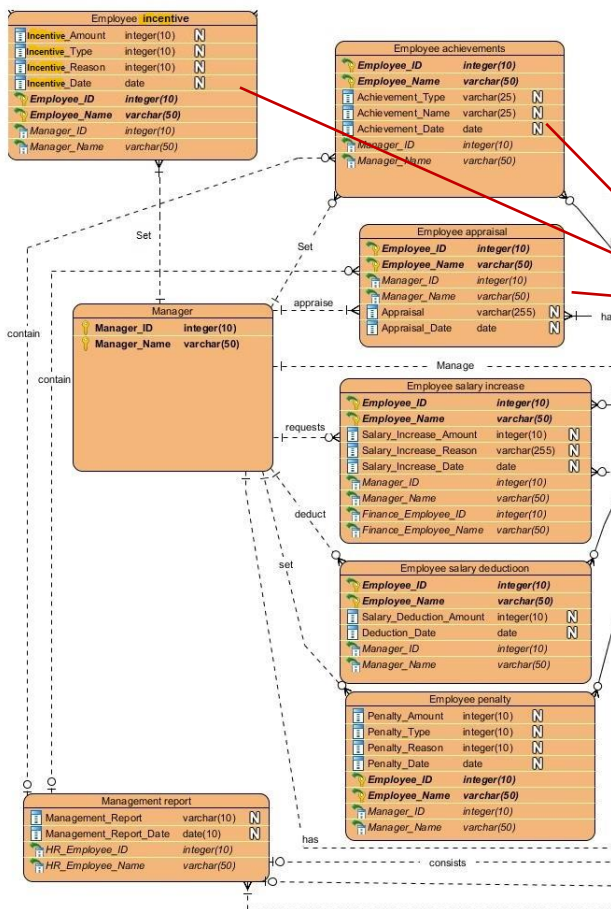 Employee incentive
Incentive_Amount integer(10) N
Incentive_Type integer(10) N
Incentive_Reason integer(10) N
Incentive_Date date N
Employee_ID integer(10)
Employee_Name varchar(50)
Manager_ID integer(10)
Manager_Name varchar(50)
Employee achievements
Employee_ID integer(10)
Employee_Name varchar(50)
Achievement_Type varchar(25) N
Achievement_Name varchar(25) N
Achievement_Date date N
Manager_ID integer(10)
Manager_Name varchar(50)
Set
Set
Employee appraisal
Employee_ID integer(10)
Employee_Name varchar(50)
Manager_ID integer(10)
Manager_Name varchar(50)
Appraisal varchar(255) N
Appraisal_Date date N
appraise
ha
Manager
Manager_ID integer(10)
Manager_Name varchar(50)
contain
contain
Manage
Employee salary increase
Employee_ID integer(10)
Employee_Name varchar(50)
Salary_Increase_Amount integer(10) N
Salary_Increase_Reason varchar(255) N
Salary_Increase_Date date N
Manager_ID integer(10)
Manager_Name varchar(50)
Finance_Employee_ID integer(10)
Finance_Employee_Name varchar(50)
requests
deduct
set
Employee salary deductioon
Employee_ID integer(10)
Employee_Name varchar(50)
Salary_Deduction_Amount integer(10) N
Deduction_Date date N
Manager_ID integer(10)
Manager_Name varchar(50)
Employee penalty
Penalty_Amount integer(10) N
Penalty_Type integer(10) N
Penalty_Reason integer(10) N
Penalty_Date date N
Employee_ID integer(10)
Employee_Name varchar(50)
Manager_ID integer(10)
Manager_Name varchar(50)
Management report
Management_Report varchar(10) N
Management_Report_Date date(10) N
HR_Employee_ID integer(10)
HR_Employee_Name varchar(50)
has
consists